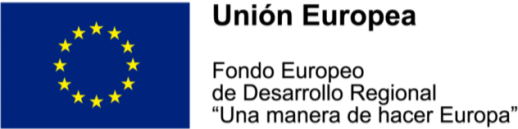 Unión Europea
Fondo Europeo
de Desarrollo Regional
“Una manera de hacer Europa”